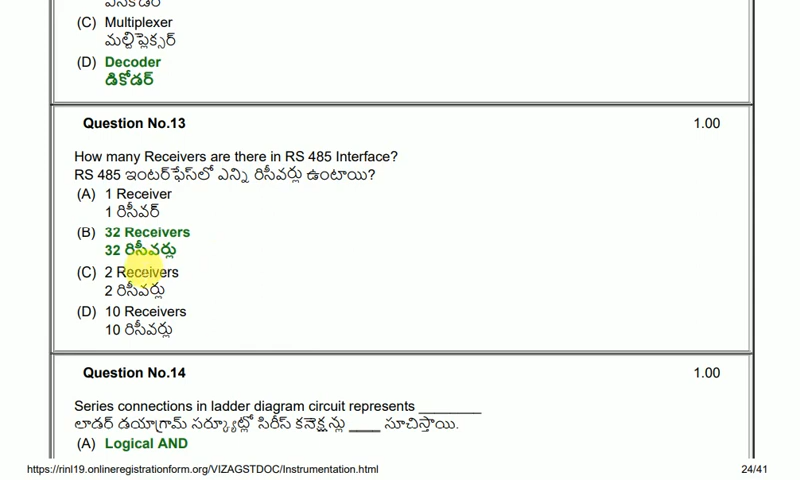 (C) Multiplexer
మల్టిప్లెక్సర్
(D) Decoder
డికోడర్
Question No.13 1.00
How many Receivers are there in RS 485 Interface?
RS 485 ఇంటర్‌ఫేస్‌లో ఎన్ని రిసీవర్లు ఉంటాయి?
(A) 1 Receiver
1 రిసీవర్
(B) 32 Receivers
32 రిసీవర్లు
(C) 2 Receivers
2 రిసీవర్లు
(D) 10 Receivers
10 రిసీవర్లు
Question No.14 1.00
Series connections in ladder diagram circuit represents ________
లాడర్ డయాగ్రామ్ సర్క్యూట్లో సిరీస్ కనెక్షన్లు ____ సూచిస్తాయి.
(A) Logical AND
https://rinl19.onlineregistrationform.org/VIZAGSTDOC/Instrumentation.html 24/41